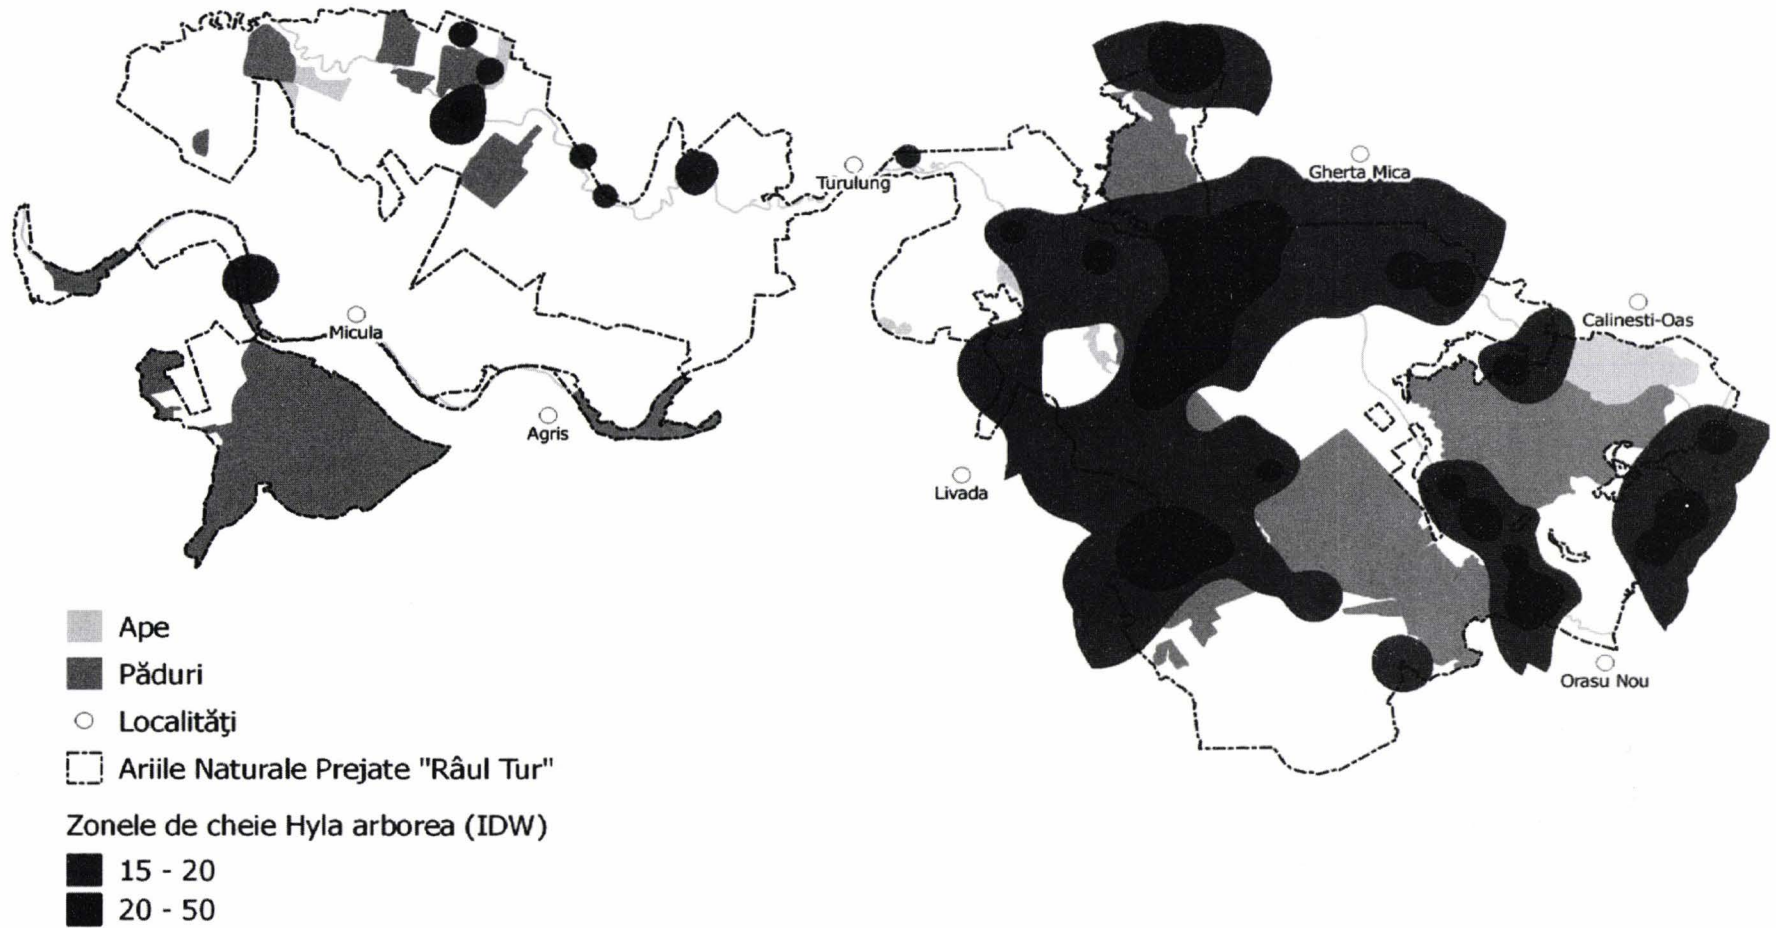 Gherta Mica
Turulung
Calinesti-Oas
Micula
Agris
Livada
Orasu Nou
Ape
Păduri
Localităţi
Ariile Naturale Prejate "Râul Tur"
Zonele de cheie Hyla arborea (IDW)
15 - 20
20 - 50